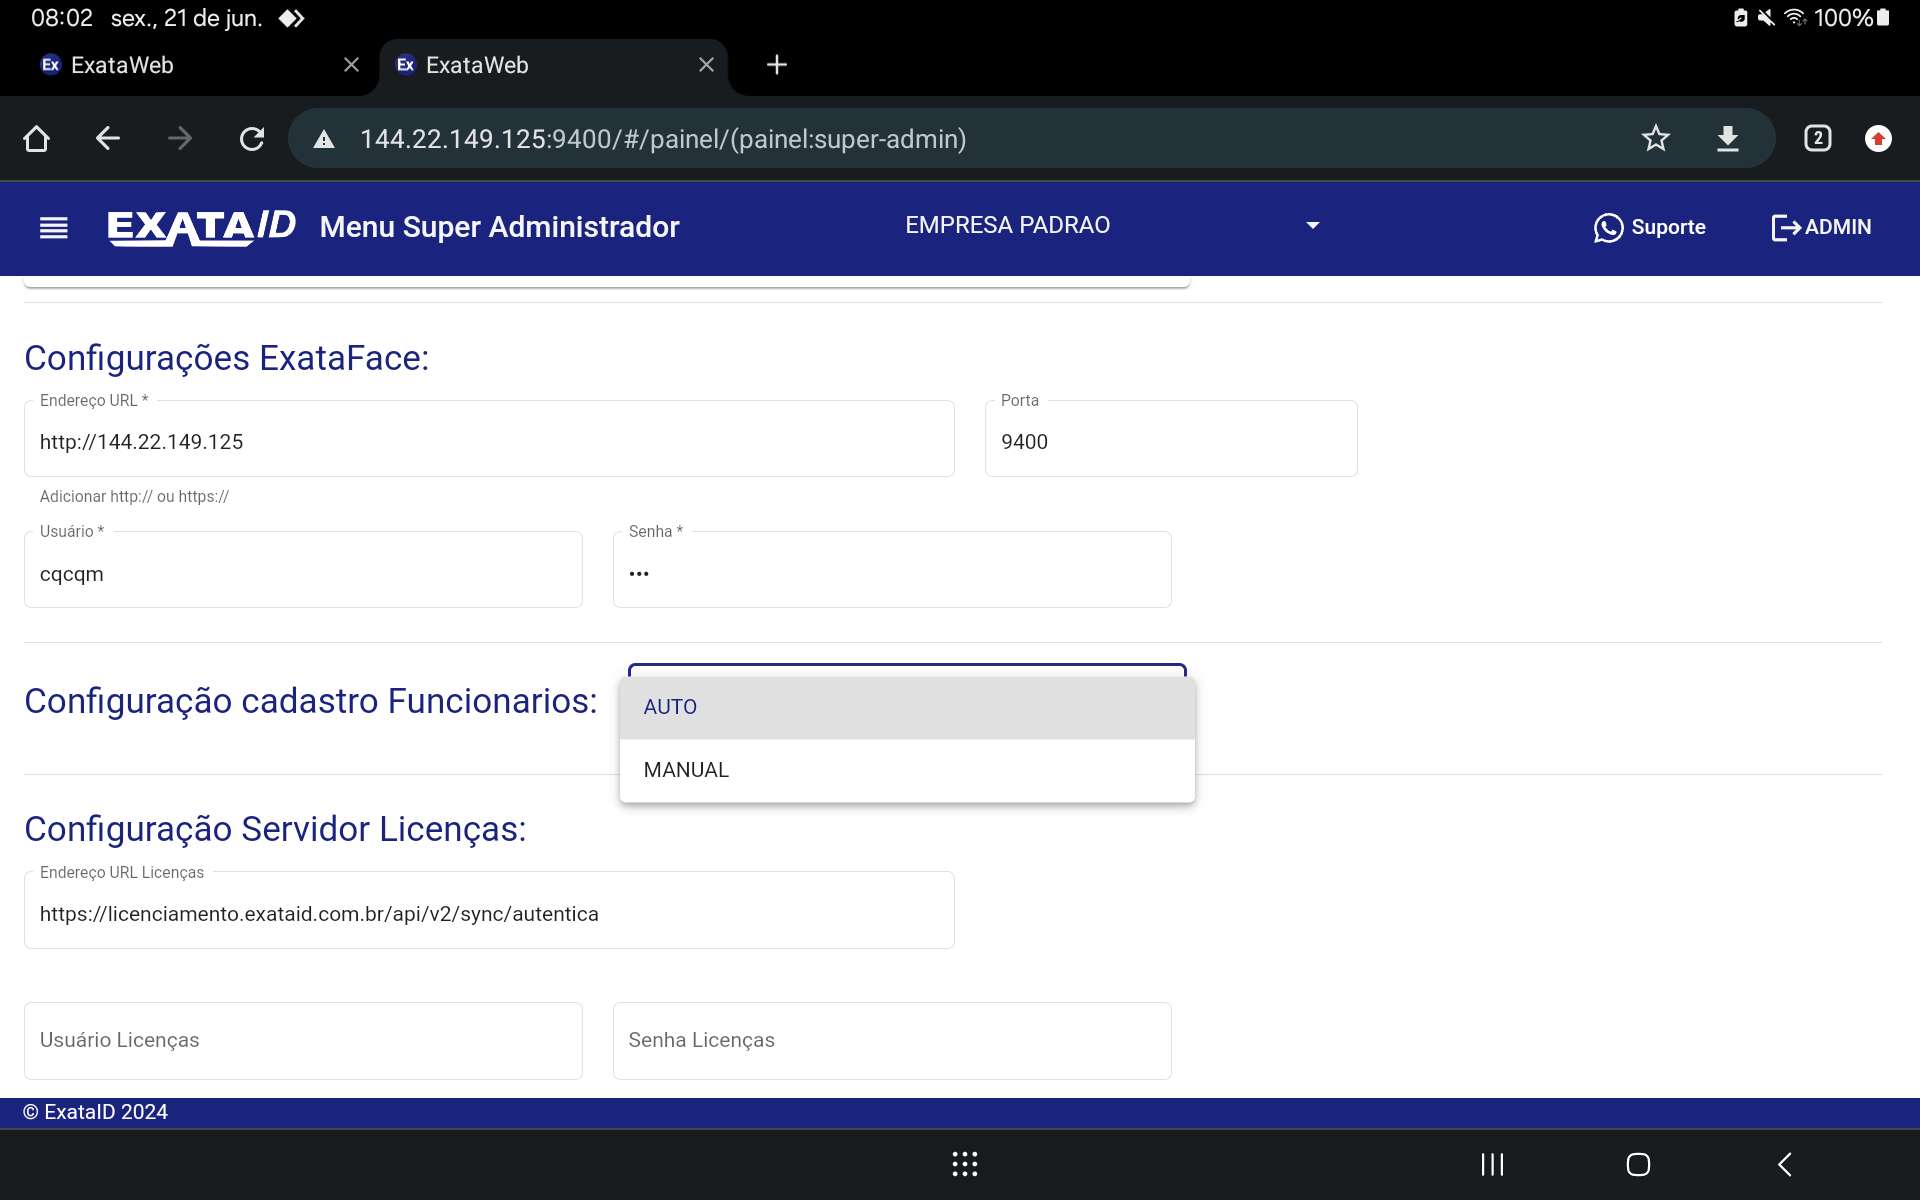 08:02 sex., 21 de jun. 100%
Ex ExataWeb Ex ExataWeb
144.22.149.125:9400/#/painel/(painel:super-admin) 2
EXATAID Menu Super Administrador EMPRESA PADRAO Suporte ADMIN
Configurações ExataFace:
Endereço URL * Porta
http://144.22.149.125 9400
Adicionar http:// ou https://
Usuário * Senha *
cqcqm •••
Configuração cadastro Funcionarios: AUTO
MANUAL
Configuração Servidor Licenças:
Endereço URL Licenças
https://licenciamento.exataid.com.br/api/v2/sync/autentica
Usuário Licenças Senha Licenças
© ExataID 2024